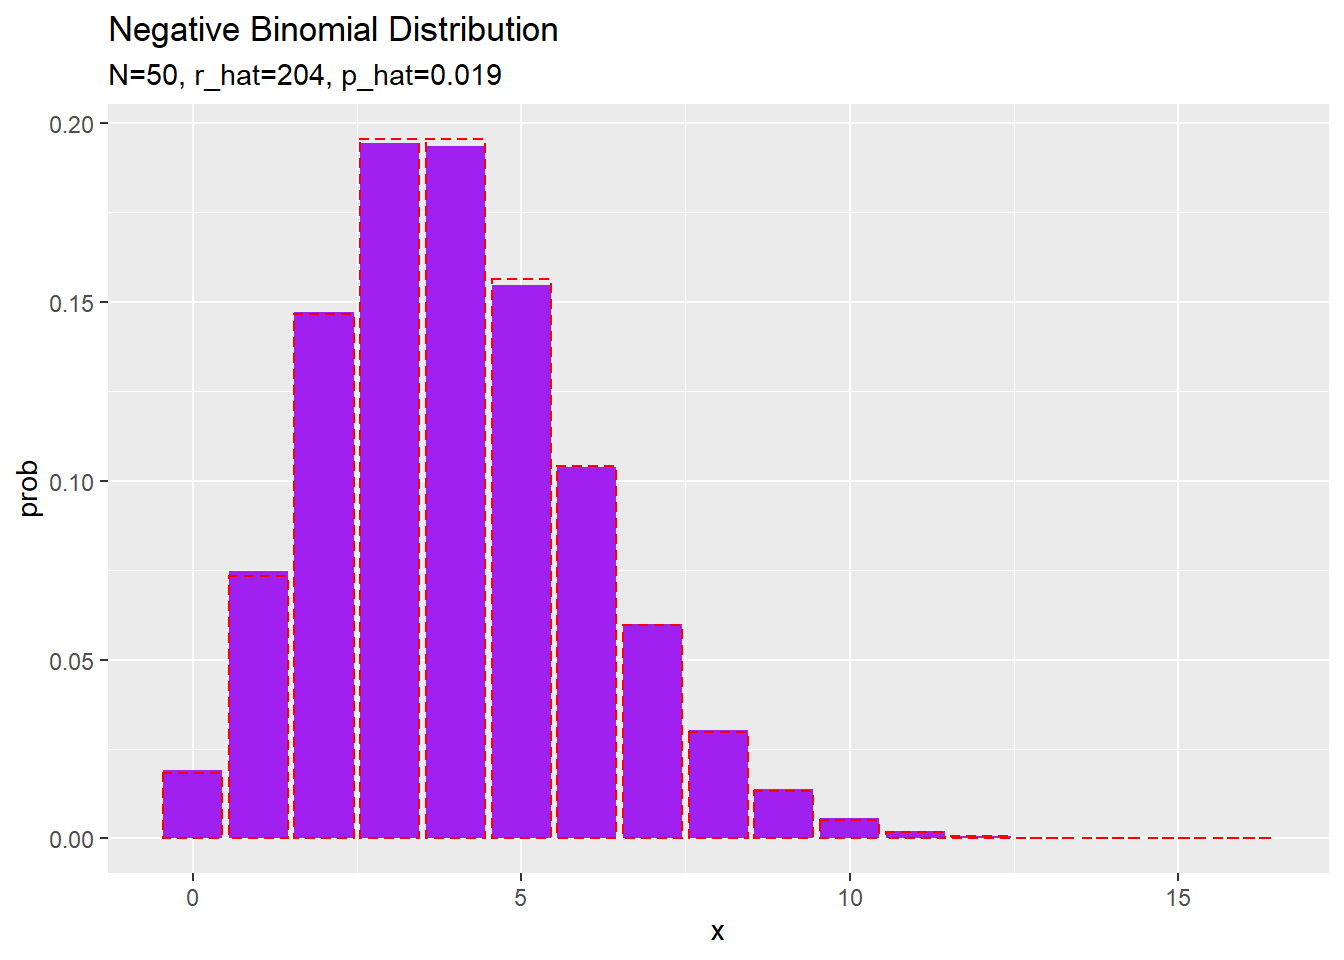 Negative Binomial Distribution
N=50, r_hat=204, p_hat=0.019
0.20
0.15
0.10
0.05
0.00
prob
0 5 10 15
x